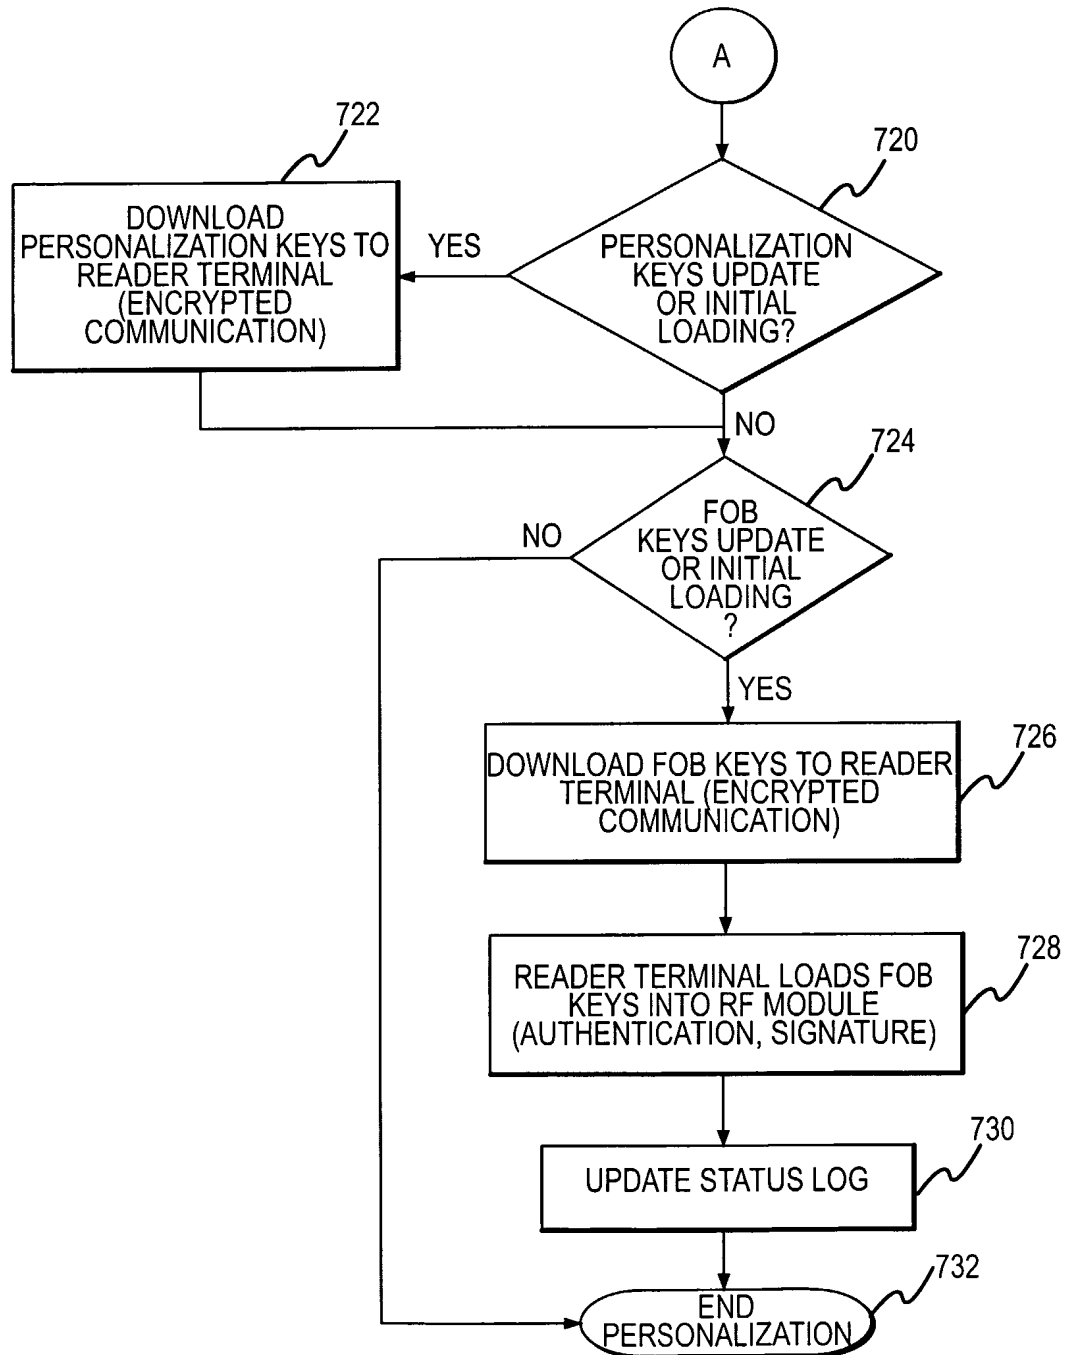 A
720
722
DOWNLOAD
PERSONALIZATION KEYS TO
READER TERMINAL
(ENCRYPTED
COMMUNICATION)
YES
PERSONALIZATION
KEYS UPDATE
OR INITIAL
LOADING?
NO
724
FOB
KEYS UPDATE
OR INITIAL
LOADING
?
NO
YES
726
DOWNLOAD FOB KEYS TO READER
TERMINAL (ENCRYPTED
COMMUNICATION)
728
READER TERMINAL LOADS FOB
KEYS INTO RF MODULE
(AUTHENTICATION, SIGNATURE)
730
UPDATE STATUS LOG
732
END
PERSONALIZATION